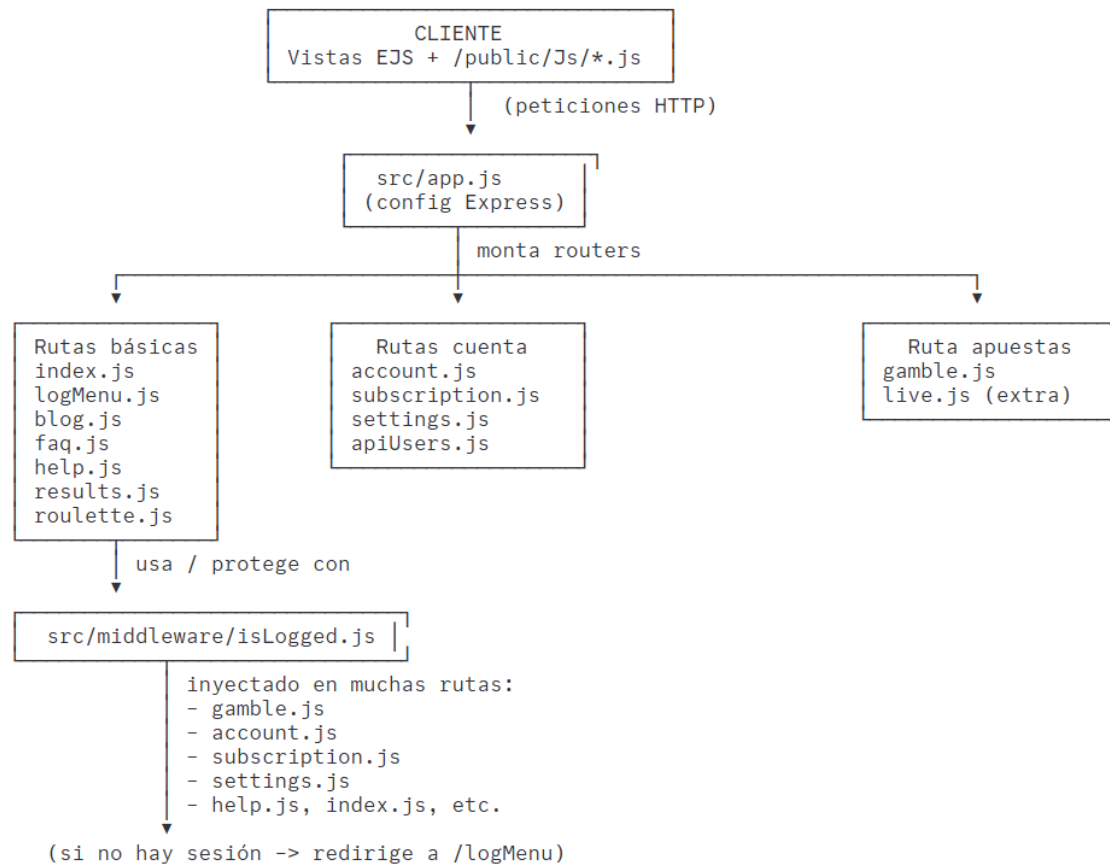 CLIENTE
Vistas EJS + /public/Js/*.js
(peticiones HTTP)
src/app.js
(config Express)
monta routers
Rutas básicas
index.js
logMenu.js
blog.js
faq.js
help.js
results.js
roulette.js
Rutas cuenta
account.js
subscription.js
settings.js
apiUsers.js
Ruta apuestas
gamble.js
live.js (extra)
usa / protege con
src/middleware/isLogged.js
inyectado en muchas rutas:
- gamble.js
- account.js
- subscription.js
- settings.js
- help.js, index.js, etc.
(si no hay sesión -> redirige a /logMenu)